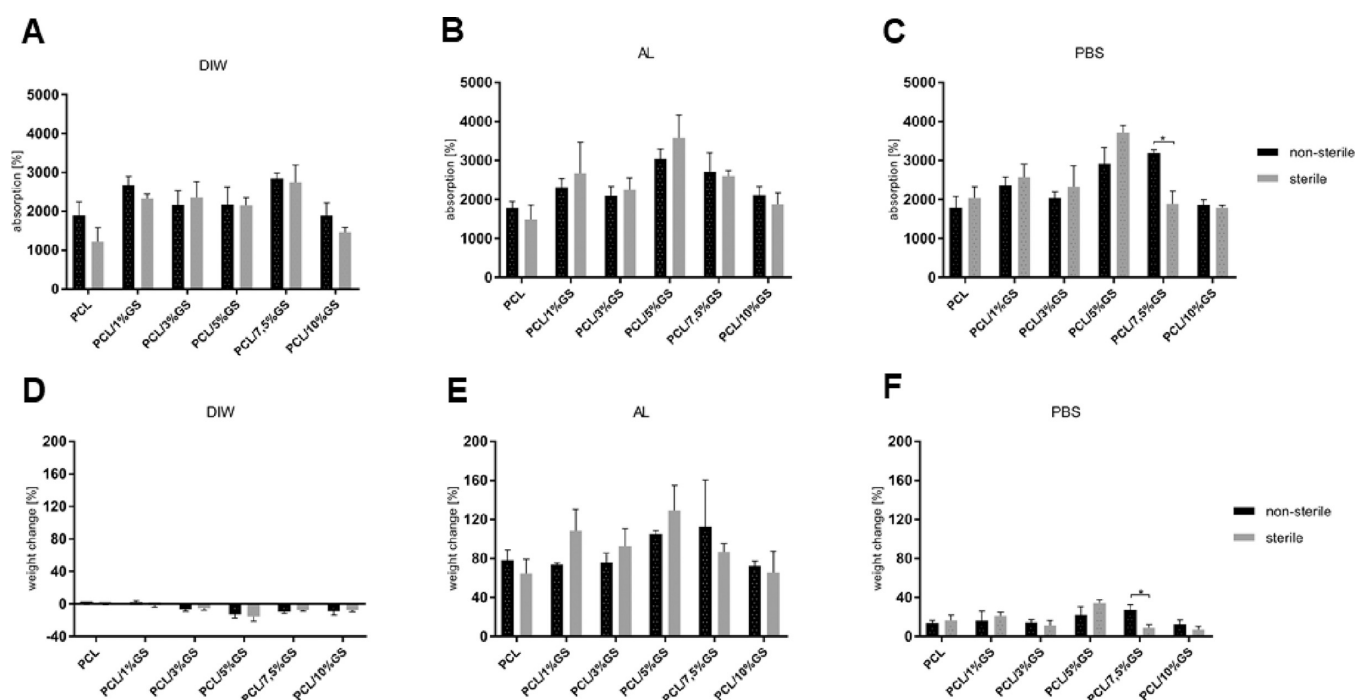 A
DIW
absorption [%]
5000
4000
3000
2000
1000
0
PCL
PCL/1%GS
PCL/3%GS
PCL/5%GS
PCL/7,5%GS
PCL/10%GS
B
AL
absorption [%]
5000
4000
3000
2000
1000
0
PCL
PCL/1%GS
PCL/3%GS
PCL/5%GS
PCL/7,5%GS
PCL/10%GS
C
PBS
absorption [%]
5000
4000
3000
2000
1000
0
*
PCL
PCL/1%GS
PCL/3%GS
PCL/5%GS
PCL/7,5%GS
PCL/10%GS
non-sterile
sterile
D
DIW
weight change [%]
200
160
120
80
40
0
-40
PCL
PCL/1%GS
PCL/3%GS
PCL/5%GS
PCL/7,5%GS
PCL/10%GS
E
AL
weight change [%]
200
160
120
80
40
0
PCL
PCL/1%GS
PCL/3%GS
PCL/5%GS
PCL/7,5%GS
PCL/10%GS
F
PBS
weight change [%]
200
160
120
80
40
0
*
PCL
PCL/1%GS
PCL/3%GS
PCL/5%GS
PCL/7,5%GS
PCL/10%GS
non-sterile
sterile